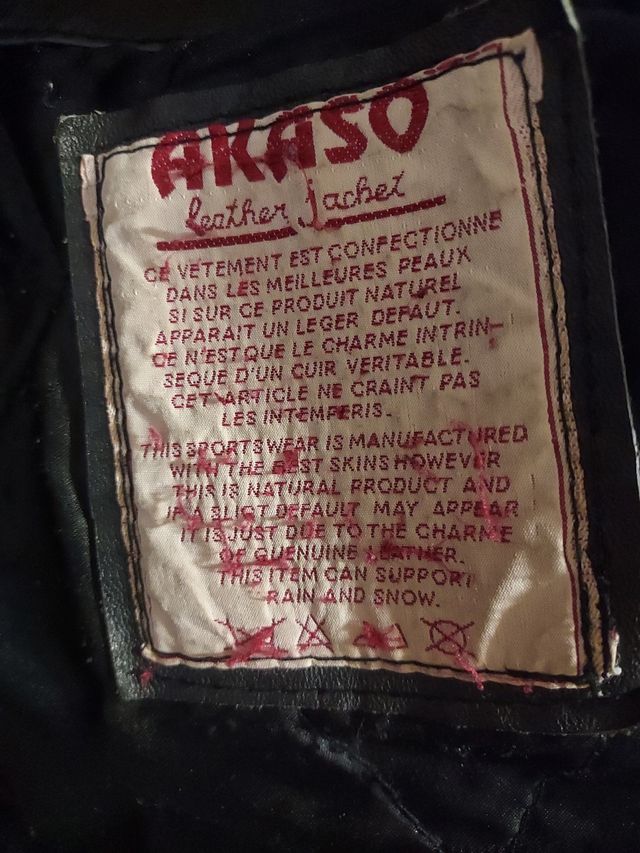 AKASO
leather jacket
CE VETEMENT EST CONFECTIONNE
DANS LES MEILLEURES PEAUX
SI SUR CE PRODUIT NATUREL
APPARAIT UN LEGER DEFAUT.
CE N'EST QUE LE CHARME INTRIN-
SEQUE D'UN CUIR VERITABLE.
CET ARTICLE NE CRAINT PAS
LES INTEMPERIS.
THIS SPORTSWEAR IS MANUFACTURED
WITH THE BEST SKINS HOWEVER
THIS IS NATURAL PRODUCT AND
IF A SLIGT DEFAULT MAY APPEAR
IT IS JUST DUE TO THE CHARME
OF GUENUINE LEATHER.
THIS ITEM CAN SUPPORT
RAIN AND SNOW.